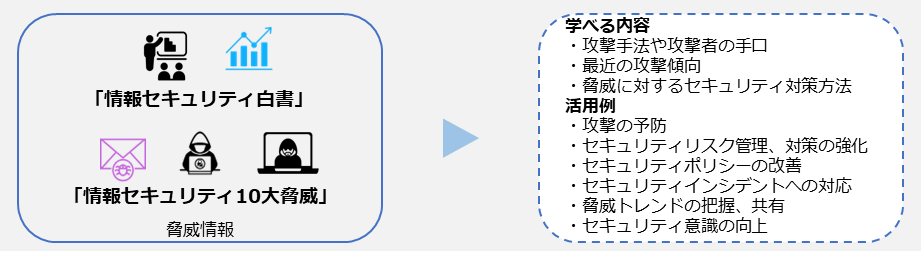 「情報セキュリティ白書」
「情報セキュリティ10大脅威」
脅威情報
学べる内容
・攻撃手法や攻撃者の手口
・最近の攻撃傾向
・脅威に対するセキュリティ対策方法
活用例
・攻撃の予防
・セキュリティリスク管理、対策の強化
・セキュリティポリシーの改善
・セキュリティインシデントへの対応
・脅威トレンドの把握、共有
・セキュリティ意識の向上